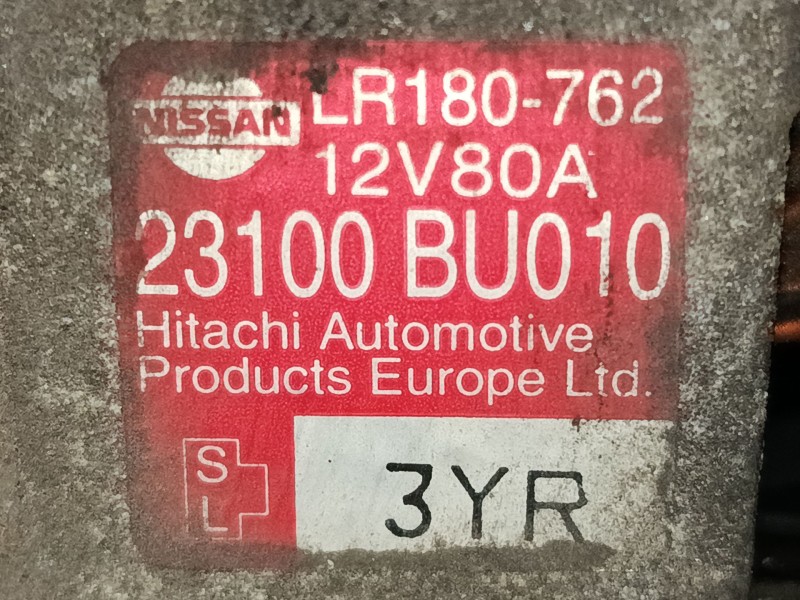 NISSAN LR180-762
12V80A
23100 BU010
Hitachi Automotive
Products Europe Ltd.
S
L
3YR